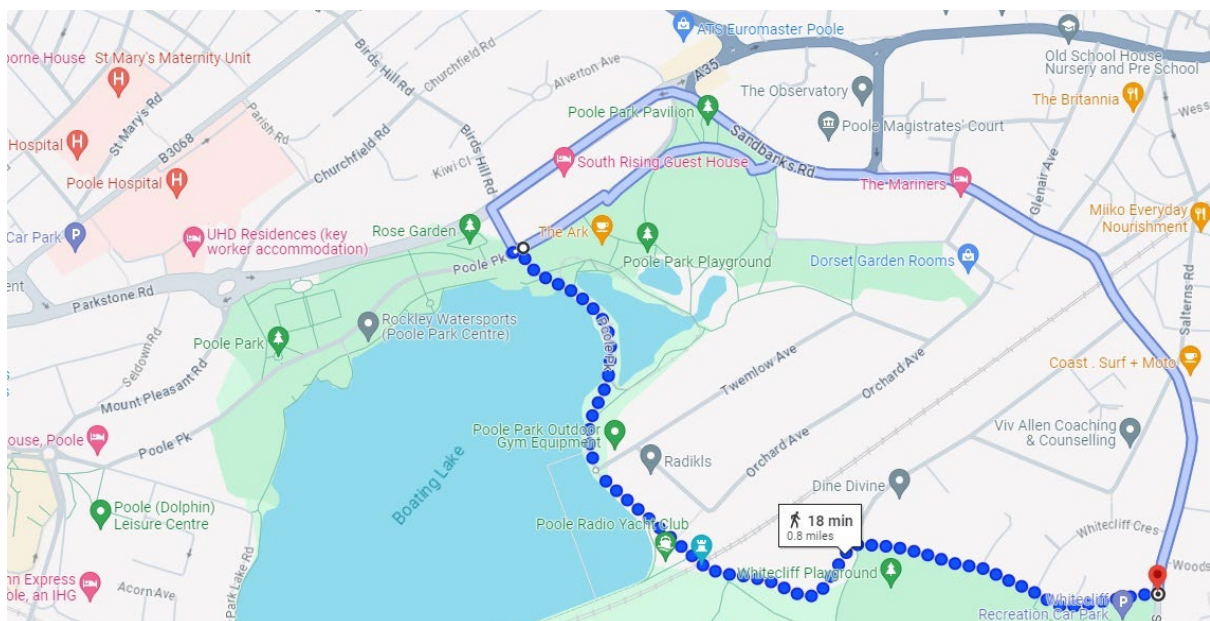 ATS Euromaster Poole
orne House
St Mary's Maternity Unit
Birds Hill Rd
Churchfield Rd
Alverton Ave
A35
Old School House
Nursery and Pre School
The Observatory
The Britannia
Wess
St Mary's Rd
B3068
Parish Rd
Poole Park Pavilion
Hospital
Poole Magistrates' Court
Sandbanks Rd
Churchfield Rd
Kiwi Cl
Birds Hill Rd
South Rising Guest House
Poole Hospital
The Mariners
Glenair Ave
Miiko Everyday
Nourishment
Car Park
UHD Residences (key
worker accommodation)
Rose Garden
The Ark
Poole Pk
Poole Park Playground
Dorset Garden Rooms
ent
Parkstone Rd
Salterns Rd
Rockley Watersports
(Poole Park Centre)
Poole Pk
Poole Park
Seldown Rd
Mount Pleasant Rd
Twemlow Ave
Orchard Ave
Coast . Surf + Moto
Poole Park Outdoor
Gym Equipment
Viv Allen Coaching
& Counselling
ouse, Poole
Poole Pk
Radikls
Orchard Ave
Boating Lake
Dine Divine
Poole (Dolphin)
Leisure Centre
18 min
0.8 miles
Poole Radio Yacht Club
Whitecliff Cres
Woods
Park Lake Rd
Whitecliff Playground
nn Express
ole, an IHG
Acorn Ave
Whitecliff
Recreation Car Park
S